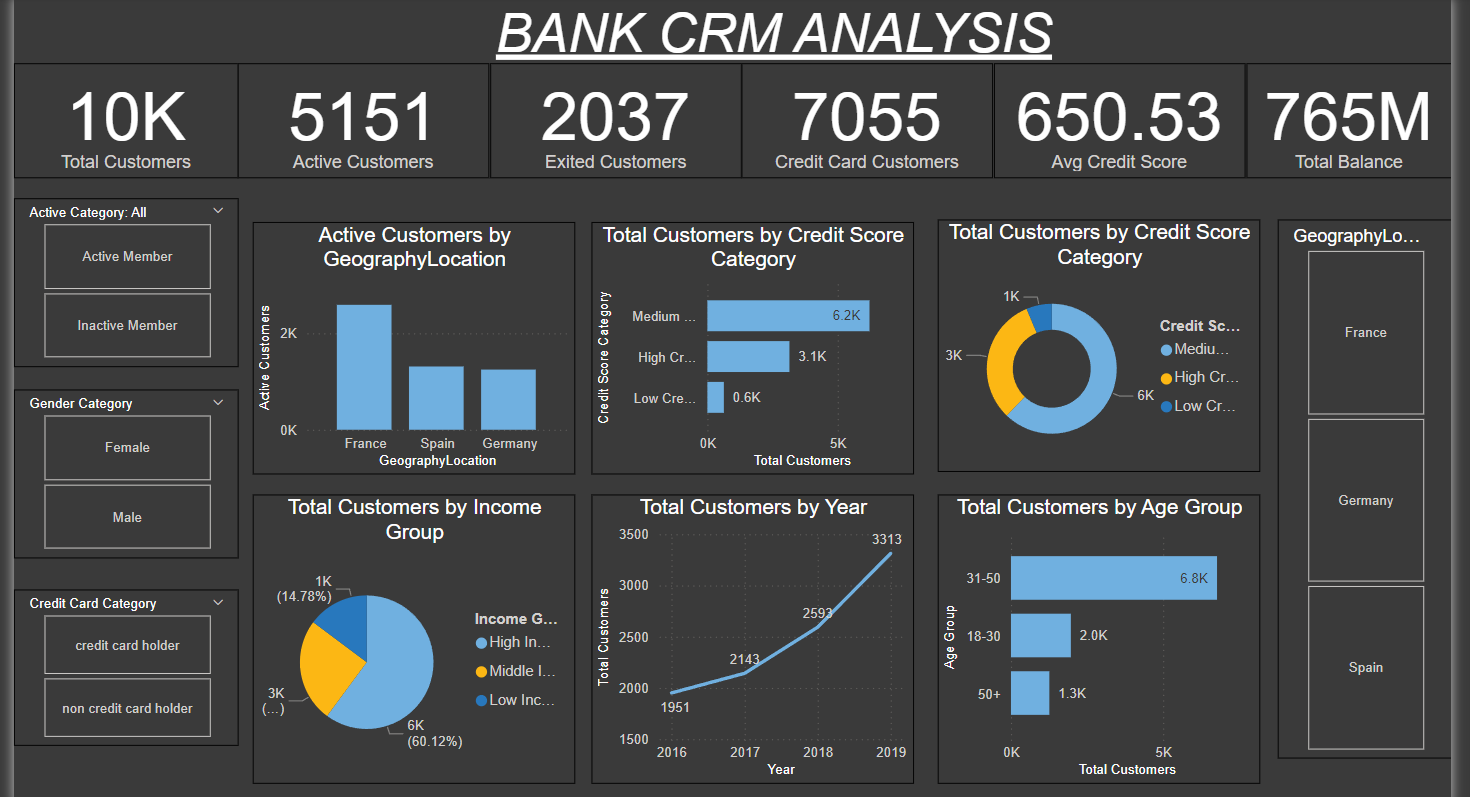 BANK CRM ANALYSIS
10K
Total Customers
5151
Active Customers
2037
Exited Customers
7055
Credit Card Customers
650.53
Avg Credit Score
765M
Total Balance
Active Category: All
Active Member
Inactive Member
Gender Category
Female
Male
Credit Card Category
credit card holder
non credit card holder
Active Customers by
GeographyLocation
Active Customers
2K
0K
France Spain Germany
GeographyLocation
Total Customers by Credit Score
Category
Credit Score Category
Medium ... 6.2K
High Cr... 3.1K
Low Cre... 0.6K
0K 5K
Total Customers
Total Customers by Credit Score
Category
1K
3K
6K
Credit Sc...
Mediu...
High Cr...
Low Cr...
GeographyLo...
France
Germany
Spain
Total Customers by Income
Group
1K
(14.78%)
3K
(...)
6K
(60.12%)
Income G...
High In...
Middle I...
Low Inc...
Total Customers by Year
Total Customers
3500
3000
2500
2000
1500
1951
2143
2593
3313
2016 2017 2018 2019
Year
Total Customers by Age Group
Age Group
31-50 6.8K
18-30 2.0K
50+ 1.3K
0K 5K
Total Customers